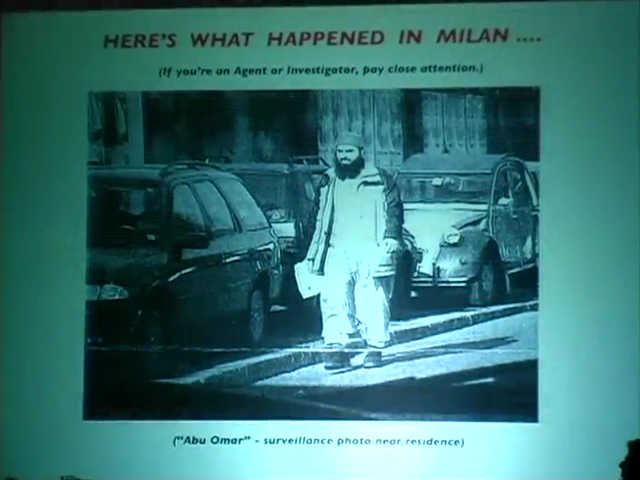 HERE'S WHAT HAPPENED IN MILAN ....
(If you're an Agent or Investigator, pay close attention.)
("Abu Omar" - surveillance photo near residence)